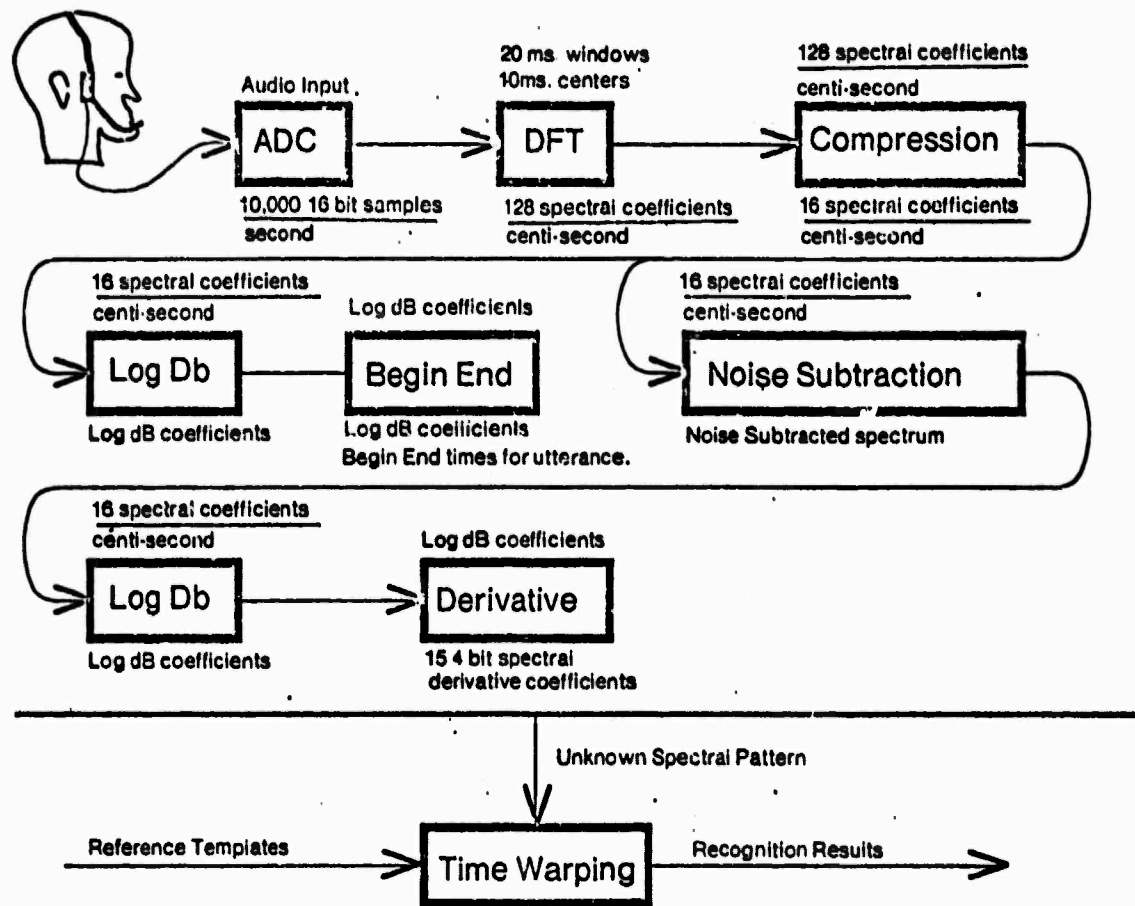 Audio Input
ADC
10,000 16 bit samples
second
20 ms. windows
10ms. centers
DFT
128 spectral coefficients
centi-second
128 spectral coefficients
centi-second
Compression
16 spectral coefficients
centi-second
16 spectral coefficients
centi-second
Log Db
Log dB coefficients
Log dB coefficients
Begin End
Log dB coefficients
Begin End times for utterance.
16 spectral coefficients
centi-second
Noise Subtraction
Noise Subtracted spectrum
16 spectral coefficients
centi-second
Log Db
Log dB coefficients
Log dB coefficients
Derivative
15 4 bit spectral
derivative coefficients
Unknown Spectral Pattern
Reference Templates
Time Warping
Recognition Results